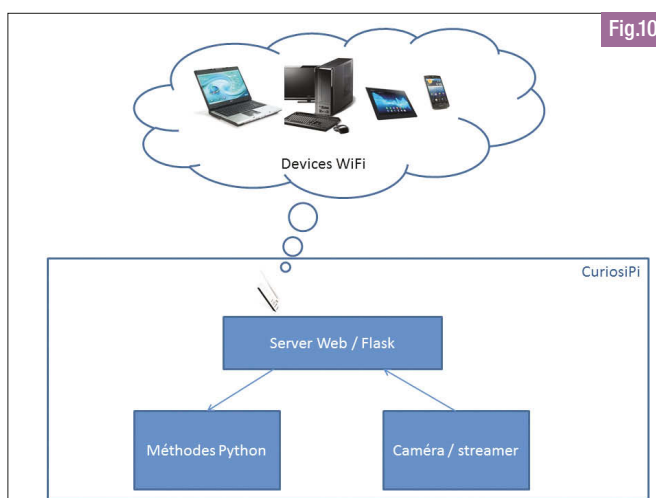 Fig.10
Devices WiFi
CuriosiPi
Server Web / Flask
Méthodes Python
Caméra / streamer